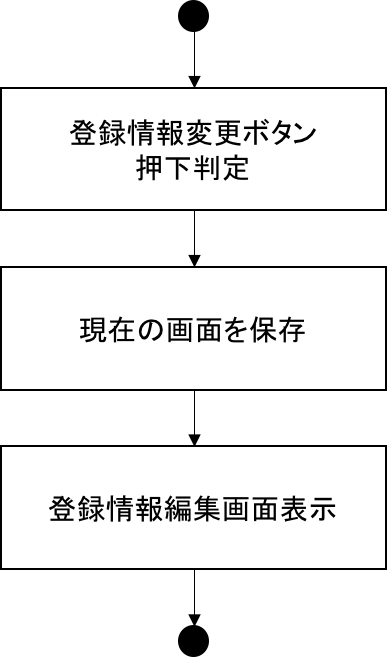 登録情報変更ボタン
押下判定
現在の画面を保存
登録情報編集画面表示